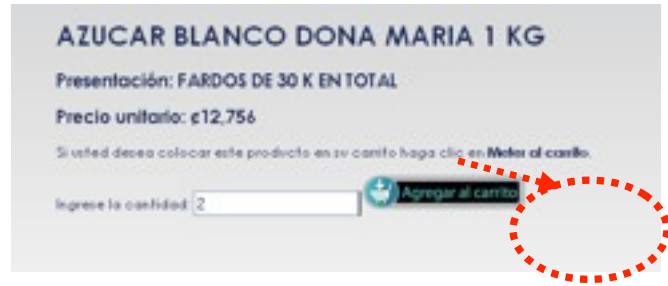 AZUCAR BLANCO DONA MARIA 1 KG
Presentación: FARDOS DE 30 K EN TOTAL
Precio unitario: ¢12,756
Si usted desea colocar este producto en su carrito haga clic en Meter al carrito.
Agregar al carrito
Ingrese la cantidad: 2